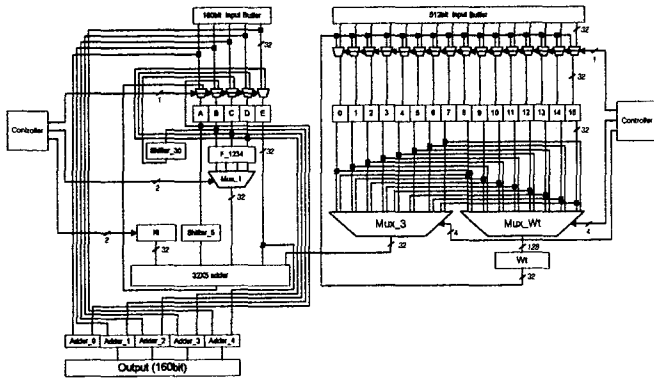 160bit Input Buffer
512bit Input Buffer
32
32
1
1
32
A B C D E
0 1 2 3 4 5 6 7 8 9 10 11 12 13 14 15
32
Controller
Controller
Shifter_30
F_1234
32
Mux_1
2
32
Mux_3
Mux_Wt
4
4
2
Shifter_5
32
32
128
Wt
32X5 adder
32
Adder_0 Adder_1 Adder_2 Adder_3 Adder_4
Output (160bit)